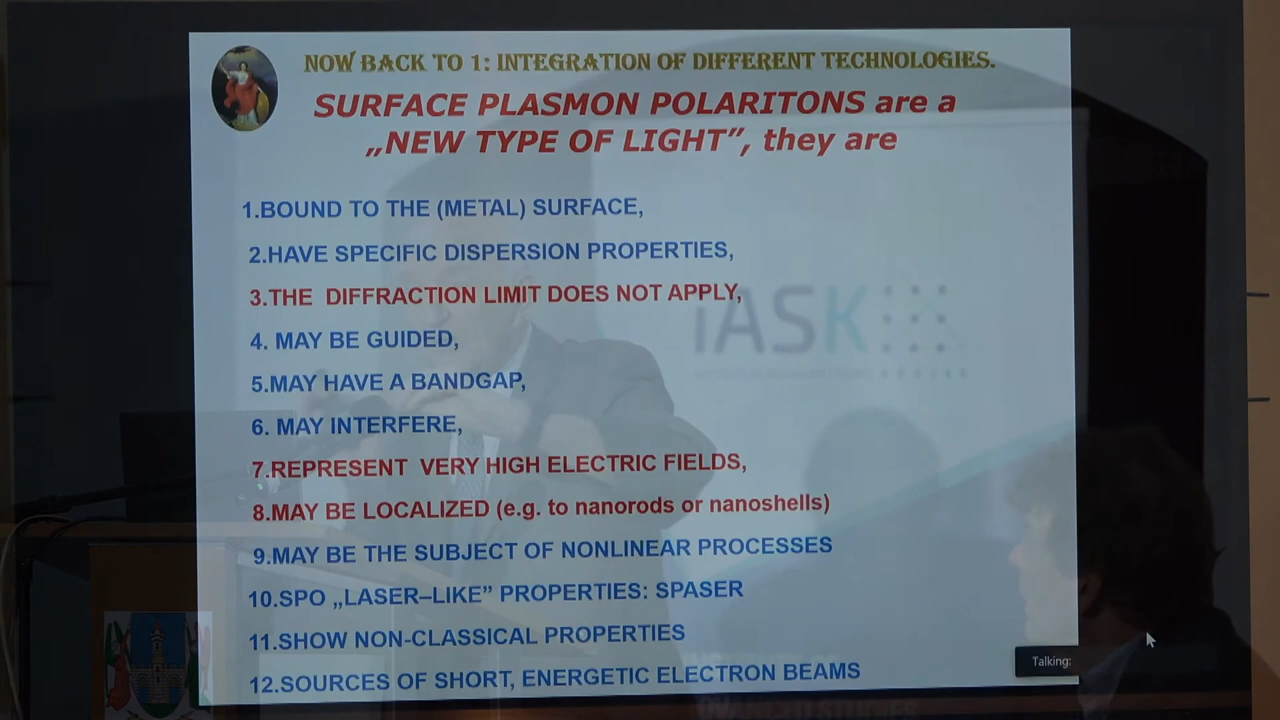 NOW BACK TO 1: INTEGRATION OF DIFFERENT TECHNOLOGIES.
SURFACE PLASMON POLARITONS are a
„NEW TYPE OF LIGHT”, they are
1.BOUND TO THE (METAL) SURFACE,
2.HAVE SPECIFIC DISPERSION PROPERTIES,
3.THE DIFFRACTION LIMIT DOES NOT APPLY,
iASK
4. MAY BE GUIDED,
5.MAY HAVE A BANDGAP,
6. MAY INTERFERE,
7.REPRESENT VERY HIGH ELECTRIC FIELDS,
8.MAY BE LOCALIZED (e.g. to nanorods or nanoshells)
9.MAY BE THE SUBJECT OF NONLINEAR PROCESSES
10.SPO „LASER–LIKE” PROPERTIES: SPASER
11.SHOW NON-CLASSICAL PROPERTIES
Talking:
12.SOURCES OF SHORT, ENERGETIC ELECTRON BEAMS